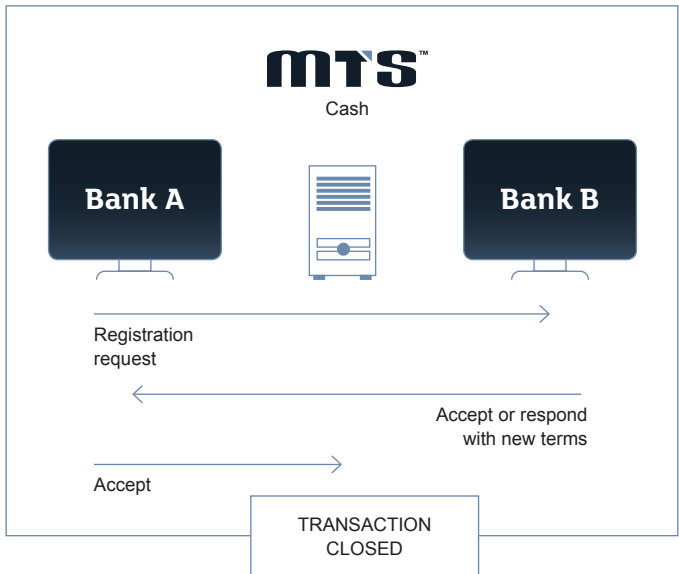 MTS™
Cash
Bank A
Bank B
Registration
request
Accept or respond
with new terms
Accept
TRANSACTION
CLOSED